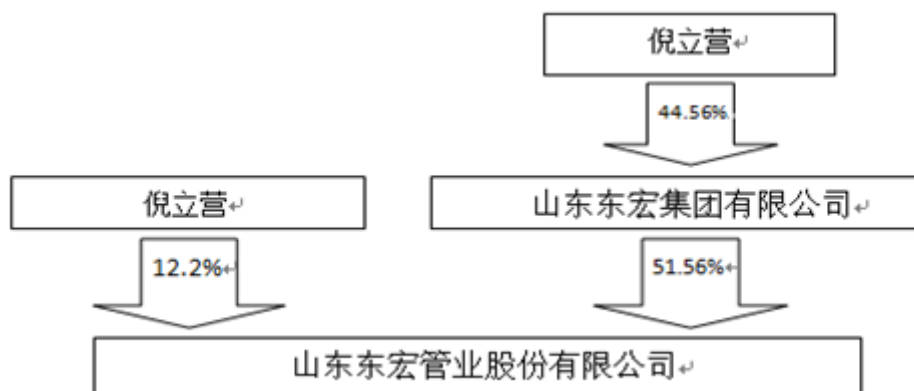 倪立营
44.56%
倪立营
山东东宏集团有限公司
12.2%
51.56%
山东东宏管业股份有限公司